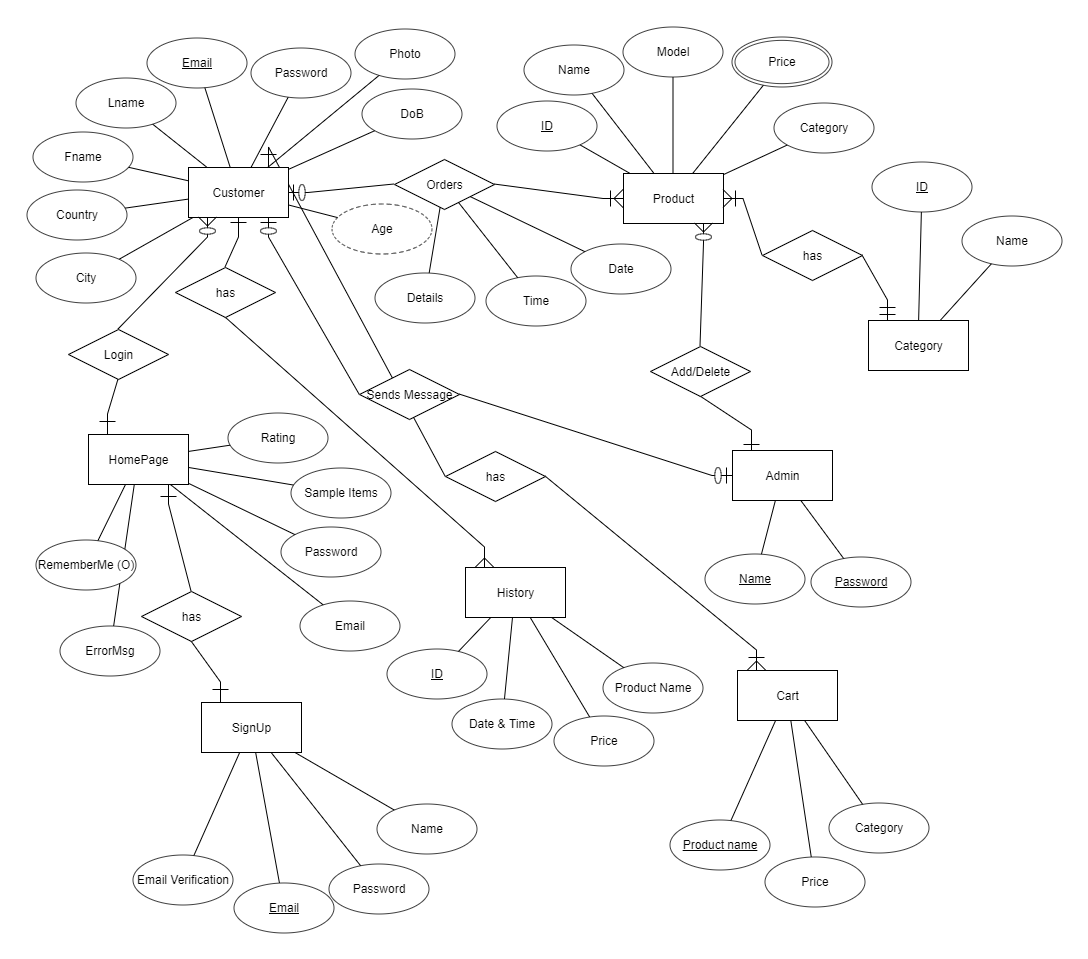 Photo
Email
Password
Lname
DoB
Fname
Customer
Country
Age
City
Orders
Details
Time
Date
Name
Model
Price
ID
Category
Product
has
ID
Name
Category
has
Login
Sends Message
Add/Delete
has
Admin
Name
Password
HomePage
Rating
Sample Items
Password
Email
RememberMe (O)
ErrorMsg
has
History
ID
Date & Time
Price
Product Name
SignUp
Name
Password
Email
Email Verification
Cart
Product name
Price
Category